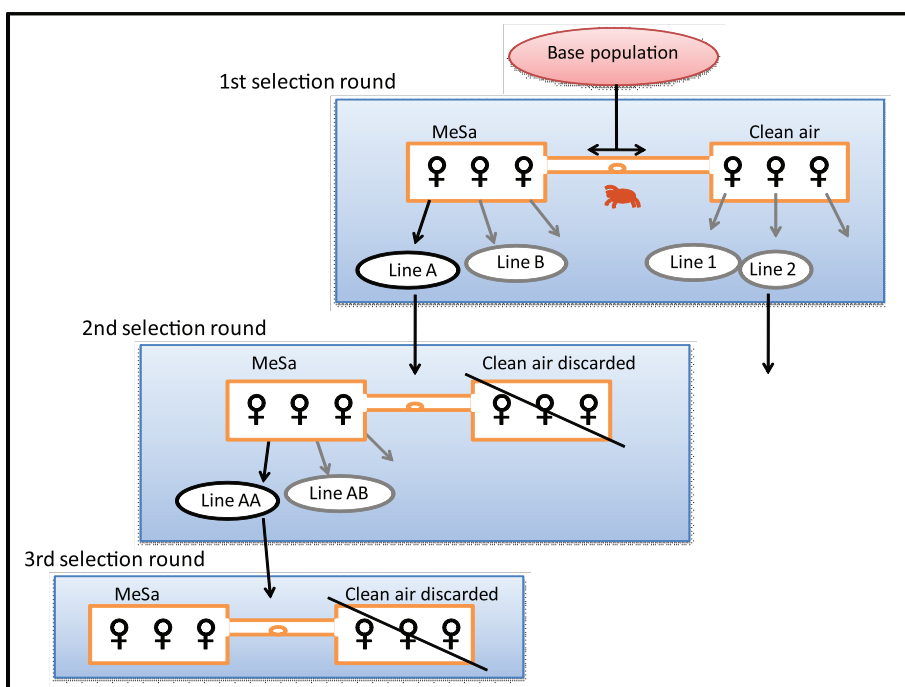 Base population
1st selection round
MeSa
Clean air
Line A
Line B
Line 1
Line 2
2nd selection round
MeSa
Clean air discarded
Line AA
Line AB
3rd selection round
MeSa
Clean air discarded